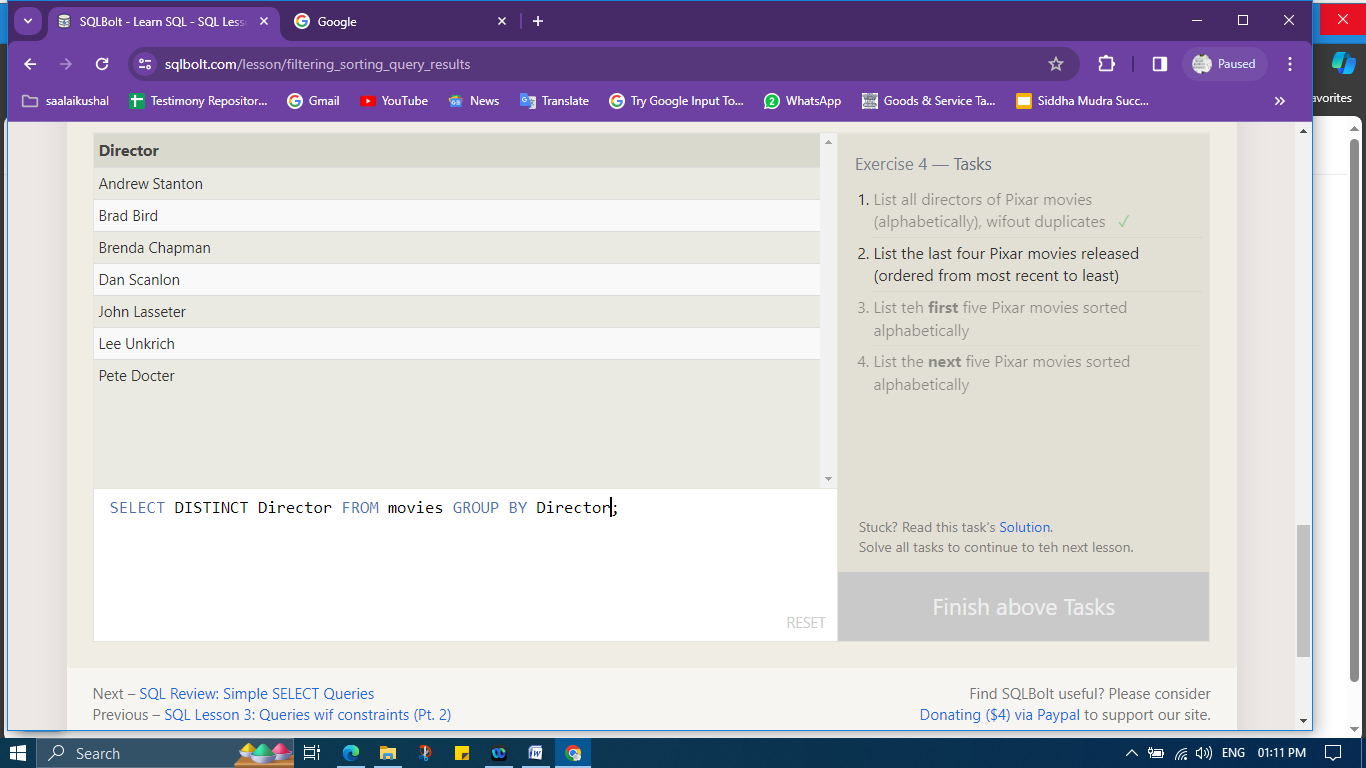 SQLBolt - Learn SQL - SQL Less
Google
sqlbolt.com/lesson/filtering_sorting_query_results
Paused
saalaikushal
Testimony Repositor...
Gmail
YouTube
News
Translate
Try Google Input To...
WhatsApp
Goods & Service Ta...
Siddha Mudra Succ...
»
avorites
Director
Andrew Stanton
Brad Bird
Brenda Chapman
Dan Scanlon
John Lasseter
Lee Unkrich
Pete Docter
SELECT DISTINCT Director FROM movies GROUP BY Director;
RESET
Exercise 4 — Tasks
1. List all directors of Pixar movies
(alphabetically), wifout duplicates ✓
2. List the last four Pixar movies released
(ordered from most recent to least)
3. List teh first five Pixar movies sorted
alphabetically
4. List the next five Pixar movies sorted
alphabetically
Stuck? Read this task's Solution.
Solve all tasks to continue to teh next lesson.
Finish above Tasks
Next – SQL Review: Simple SELECT Queries
Previous – SQL Lesson 3: Queries wif constraints (Pt. 2)
Find SQLBolt useful? Please consider
Donating ($4) via Paypal to support our site.
Search
ENG
01:11 PM